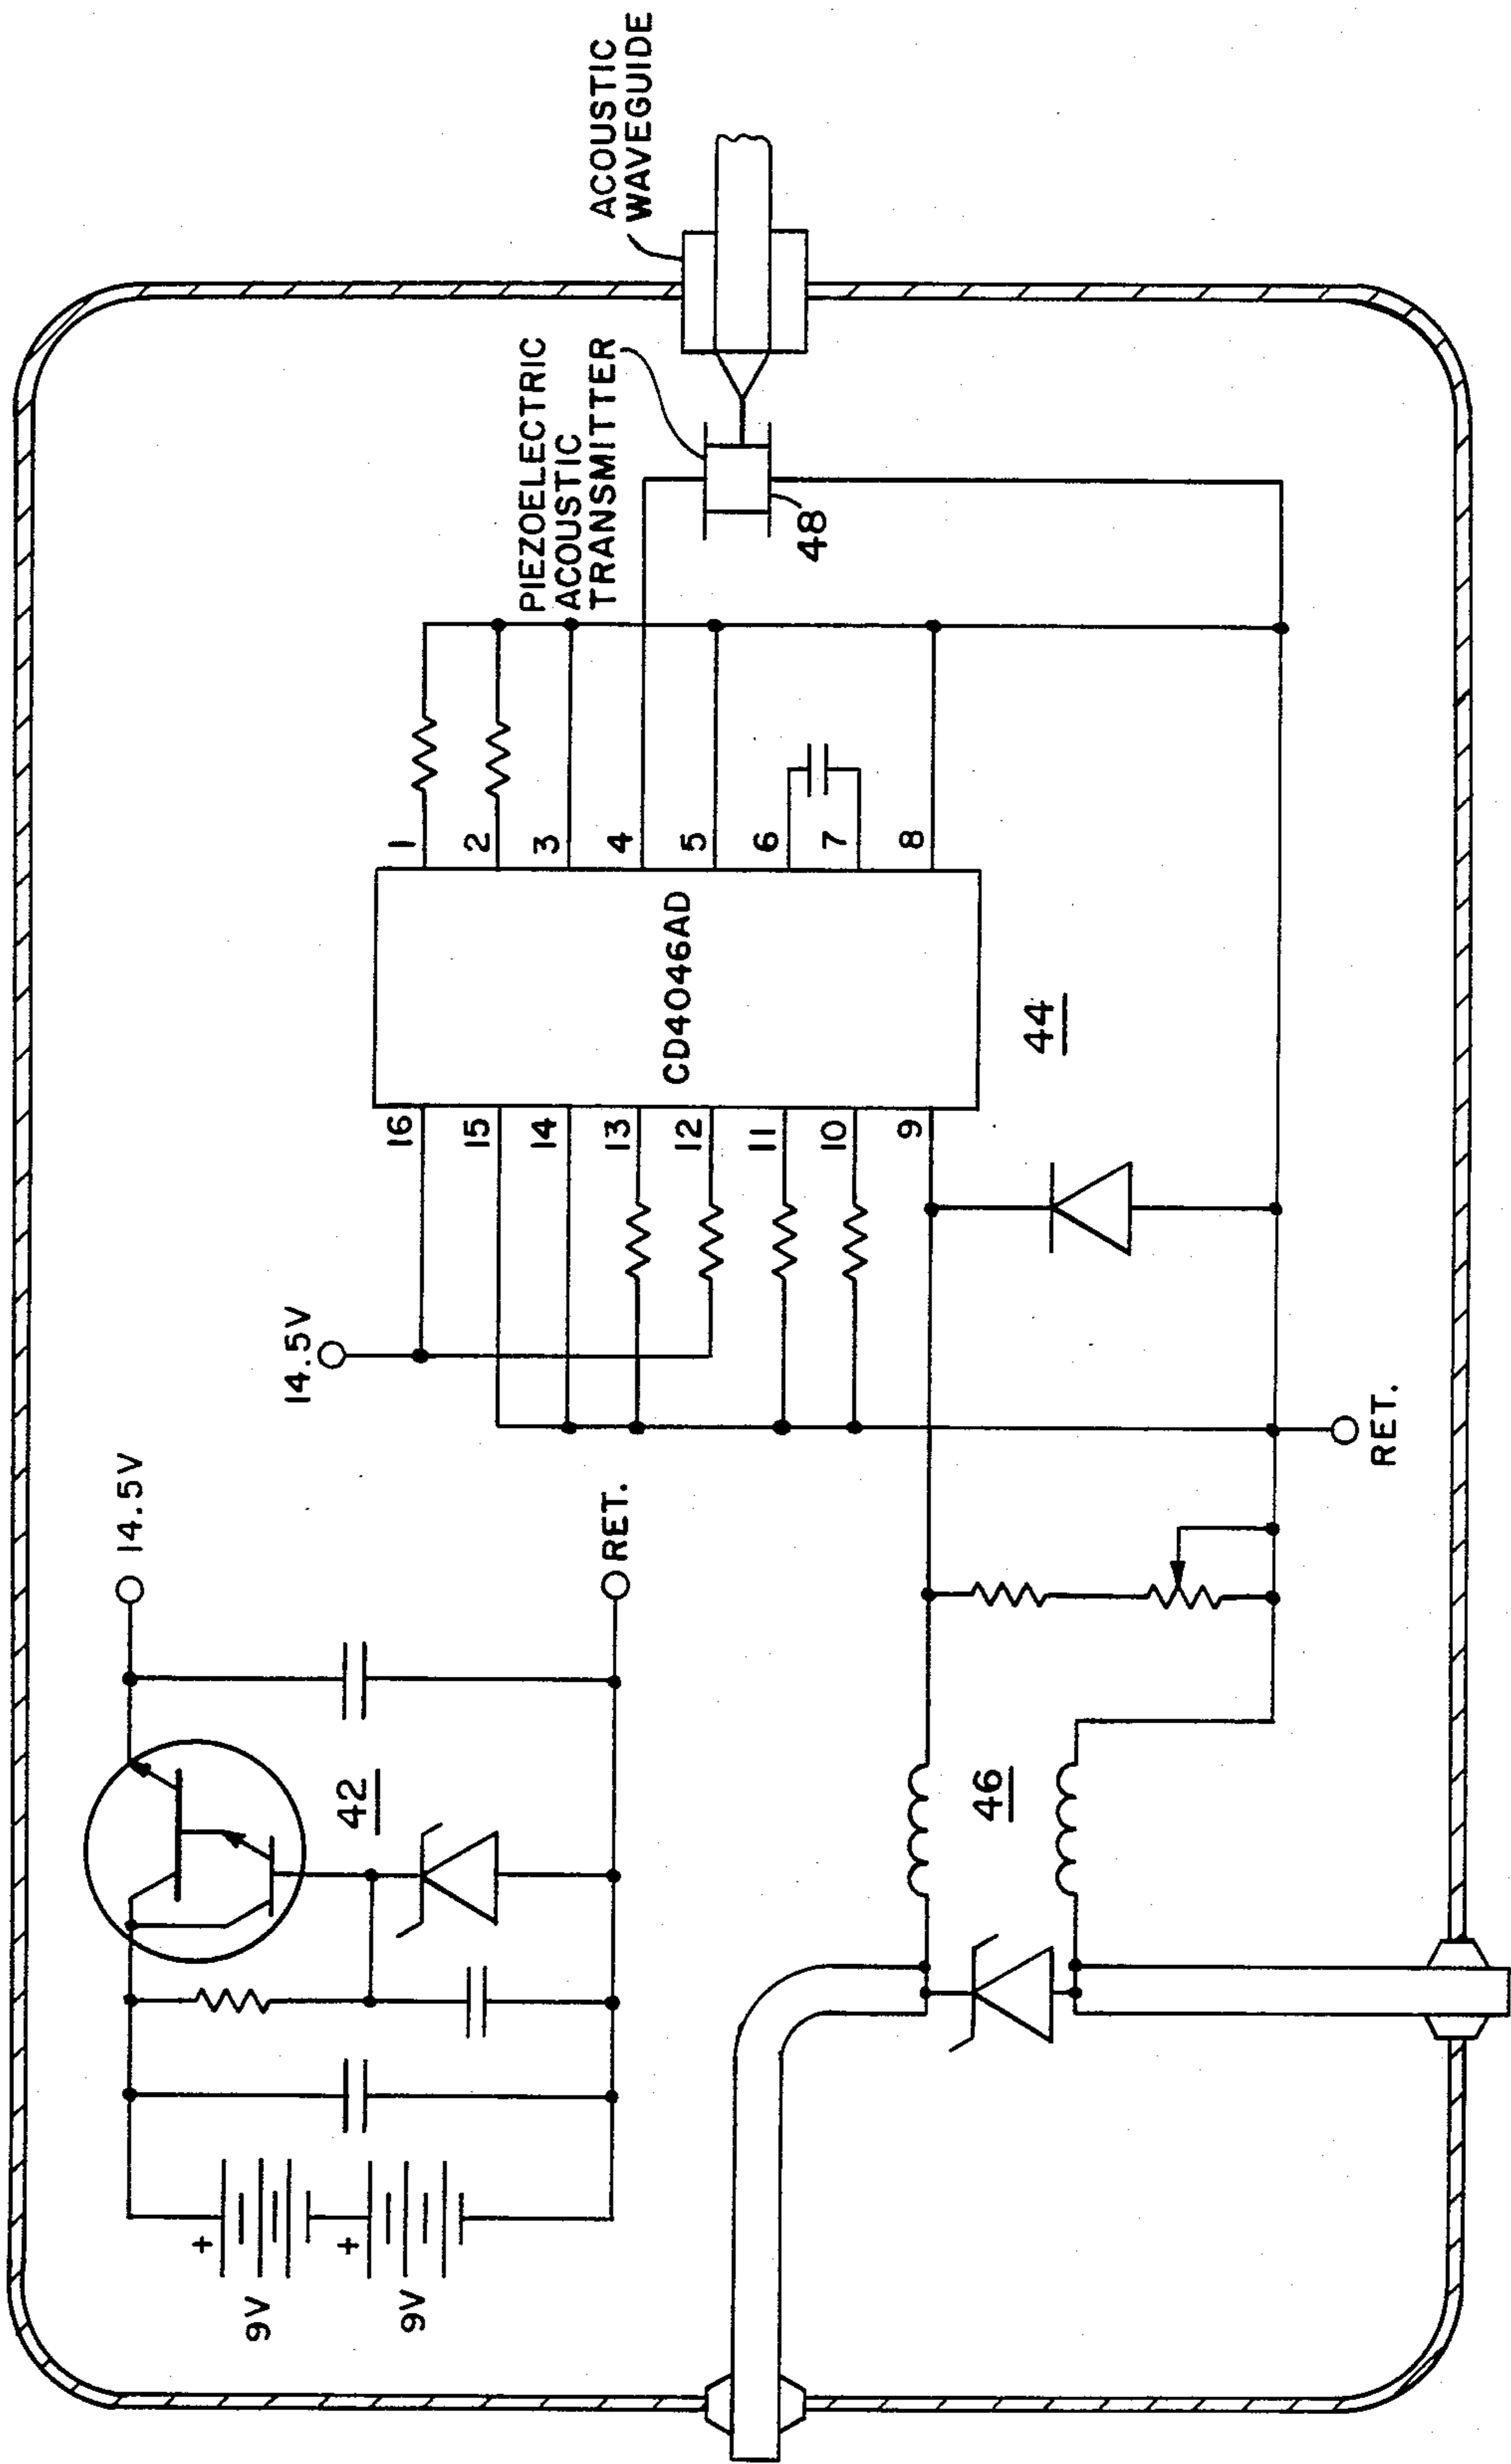 9V
+
9V
+
42
14.5V
RET.
14.5V
16
15
14
13
12
11
10
9
CD4046AD
1
2
3
4
5
6
7
8
44
46
RET.
PIEZOELECTRIC
ACOUSTIC
TRANSMITTER
48
ACOUSTIC
WAVEGUIDE